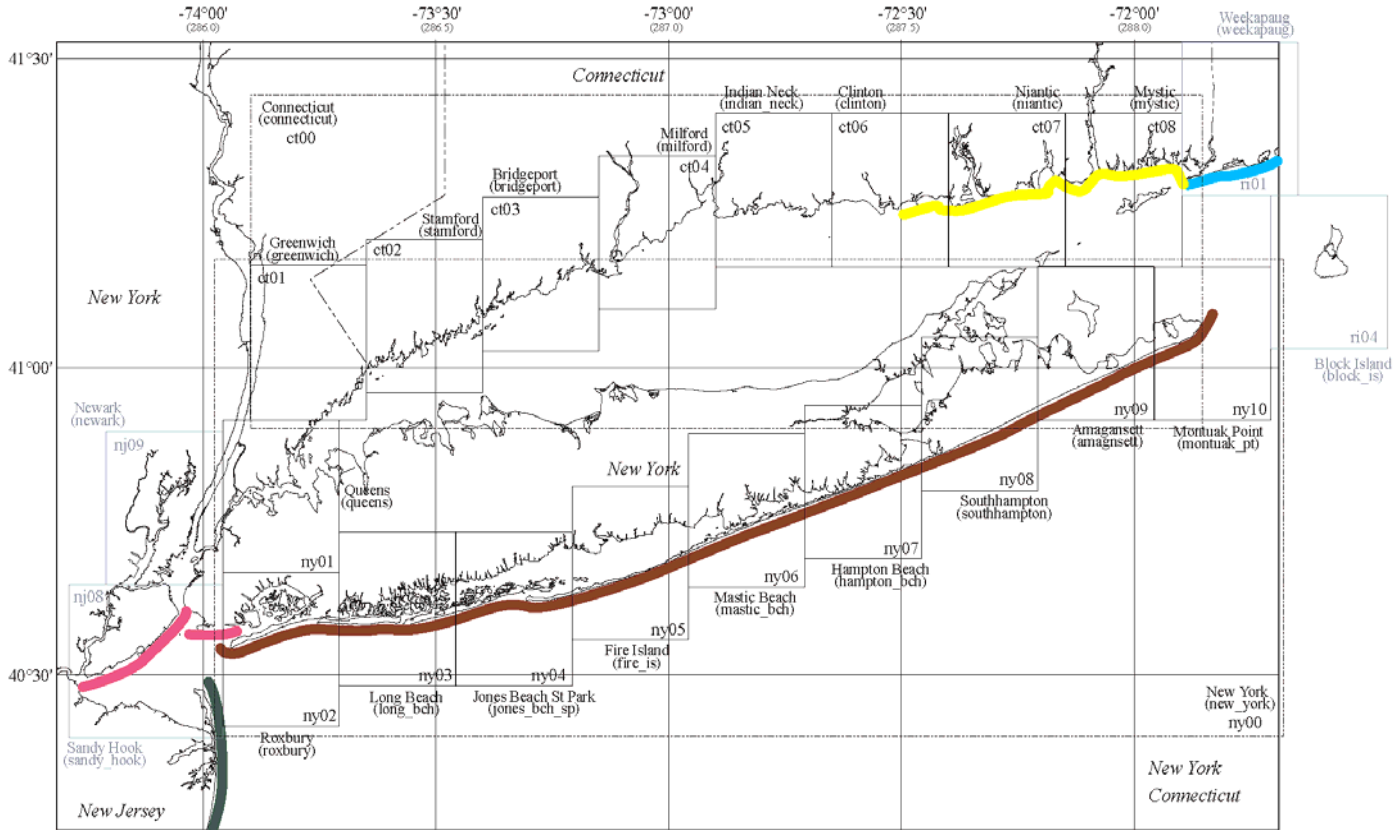 -74°00'
(286.0)
-73°30'
(286.5)
-73°00'
(287.0)
-72°30'
(287.5)
-72°00'
(288.0)
Weekapaug
(weekapaug)
41°30'
Connecticut
Connecticut
(connecticut)
ct00
Indian Neck
(indian_neck)
ct05
Clinton
(clinton)
ct06
Niantic
(niantic)
ct07
Mystic
(mystic)
ct08
Milford
(milford)
ct04
Bridgeport
(bridgeport)
ct03
Stamford
(stamford)
ct02
Greenwich
(greenwich)
ct01
ri01
New York
ri04
Block Island
(block_is)
41°00'
Newark
(newark)
nj09
ny09
Amagansett
(amagnsett)
ny10
Montuak Point
(montuak_pt)
New York
Queens
(queens)
ny01
ny08
Southhampton
(southhampton)
ny07
Hampton Beach
(hampton_bch)
ny06
Mastic Beach
(mastic_bch)
nj08
ny05
Fire Island
(fire_is)
40°30'
ny03
Long Beach
(long_bch)
ny04
Jones Beach St Park
(jones_bch_sp)
New York
(new_york)
ny00
ny02
Roxbury
(roxbury)
Sandy Hook
(sandy_hook)
New Jersey
New York
Connecticut